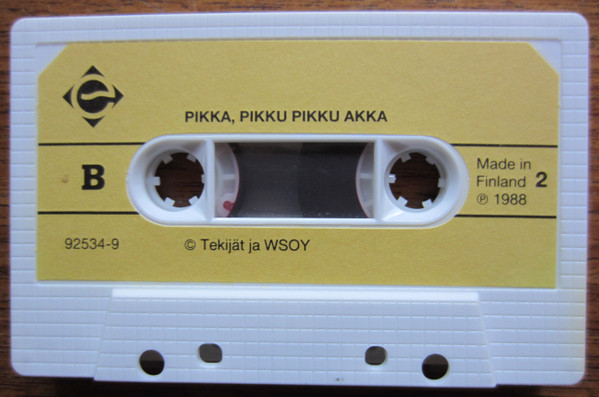 PIKKA, PIKKU PIKKU AKKA
B
Made in
Finland 2
℗ 1988
92534-9
© Tekijät ja WSOY